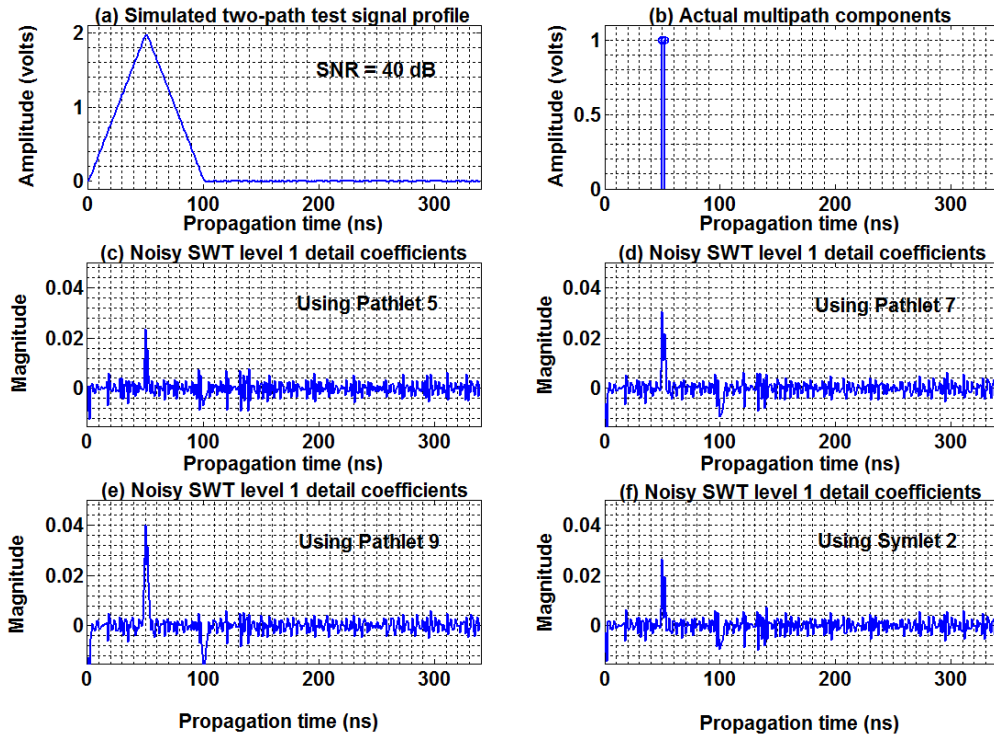 (a) Simulated two-path test signal profile
Amplitude (volts)
2
1
0
SNR = 40 dB
0 100 200 300
Propagation time (ns)
(b) Actual multipath components
Amplitude (volts)
1
0.5
0
0 100 200 300
Propagation time (ns)
(c) Noisy SWT level 1 detail coefficients
Magnitude
0.04
0.02
0
Using Pathlet 5
0 100 200 300
Propagation time (ns)
(d) Noisy SWT level 1 detail coefficients
Magnitude
0.04
0.02
0
Using Pathlet 7
0 100 200 300
Propagation time (ns)
(e) Noisy SWT level 1 detail coefficients
Magnitude
0.04
0.02
0
Using Pathlet 9
0 100 200 300
Propagation time (ns)
(f) Noisy SWT level 1 detail coefficients
Magnitude
0.04
0.02
0
Using Symlet 2
0 100 200 300
Propagation time (ns)